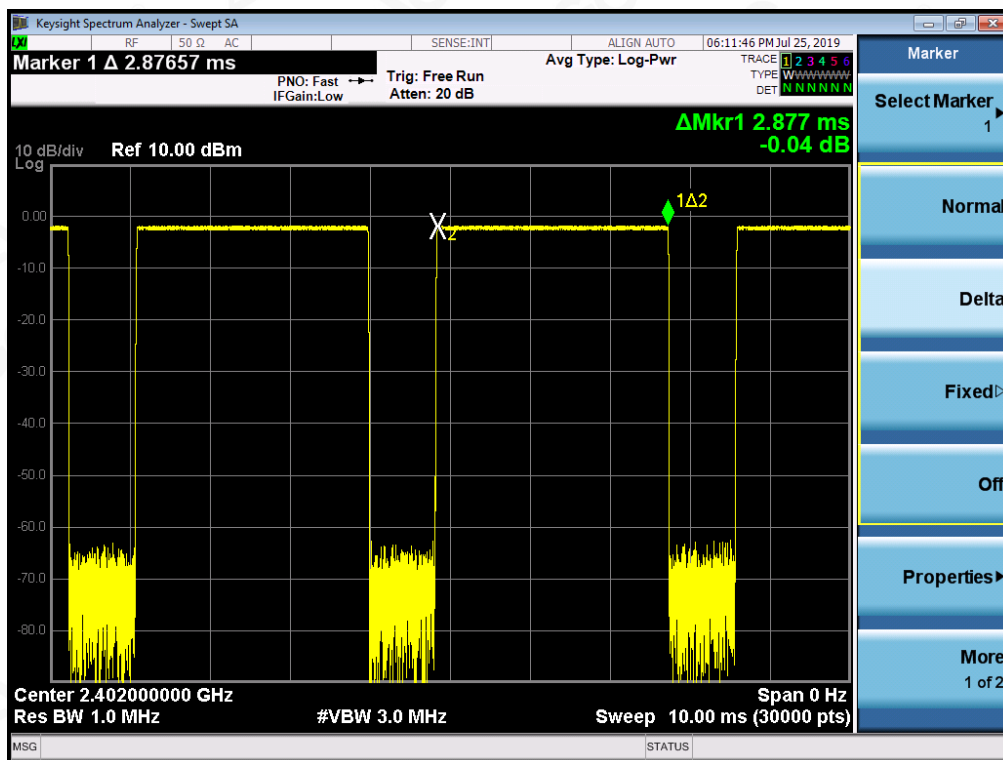 Keysight Spectrum Analyzer - Swept SA
LXI RF 50 Ω AC SENSE:INT ALIGN AUTO 06:11:46 PM Jul 25, 2019
Marker 1 Δ 2.87657 ms
PNO: Fast
IFGain:Low
Trig: Free Run
Atten: 20 dB
Avg Type: Log-Pwr
TRACE 1 2 3 4 5 6
TYPE W
DET N N N N N N
ΔMkr1 2.877 ms
-0.04 dB
10 dB/div Ref 10.00 dBm
Log
1Δ2
0.00
X2
-10.0
-20.0
-30.0
-40.0
-50.0
-60.0
-70.0
-80.0
Center 2.402000000 GHz Span 0 Hz
Res BW 1.0 MHz #VBW 3.0 MHz Sweep 10.00 ms (30000 pts)
MSG STATUS
Marker
Select Marker
1
Normal
Delta
Fixed
Off
Properties
More
1 of 2